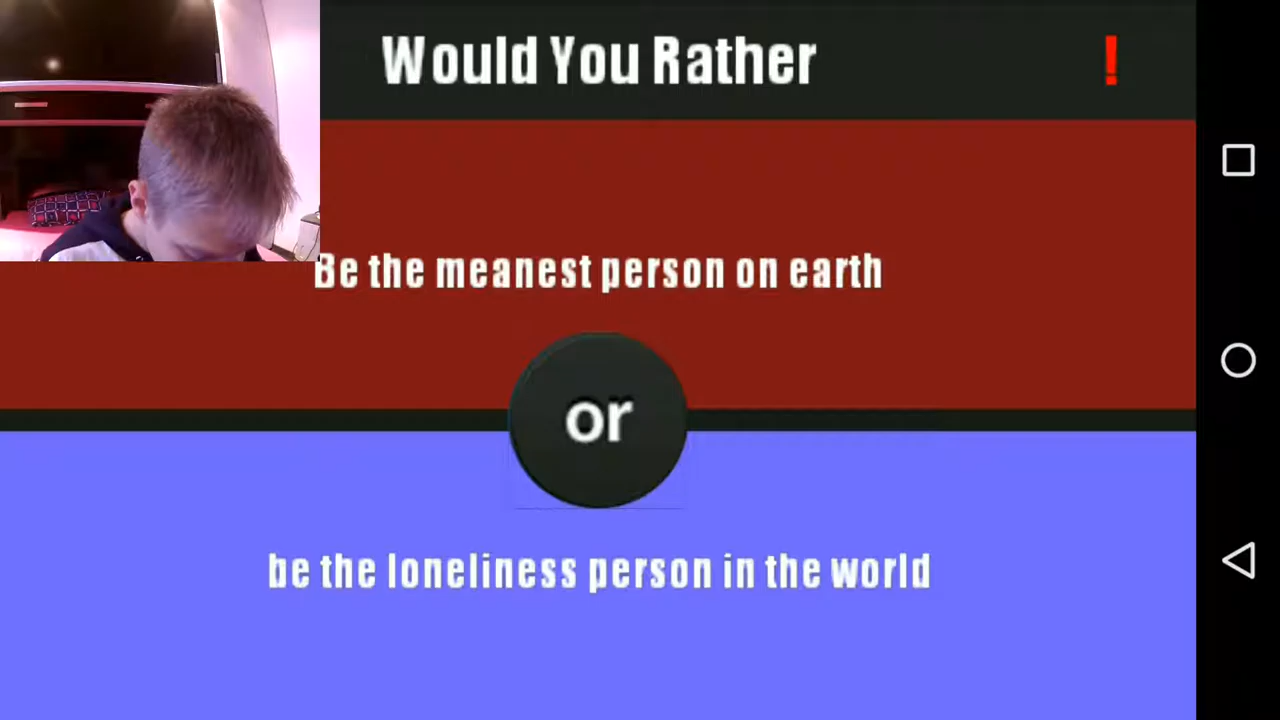 Would You Rather
!
Be the meanest person on earth
or
be the loneliness person in the world